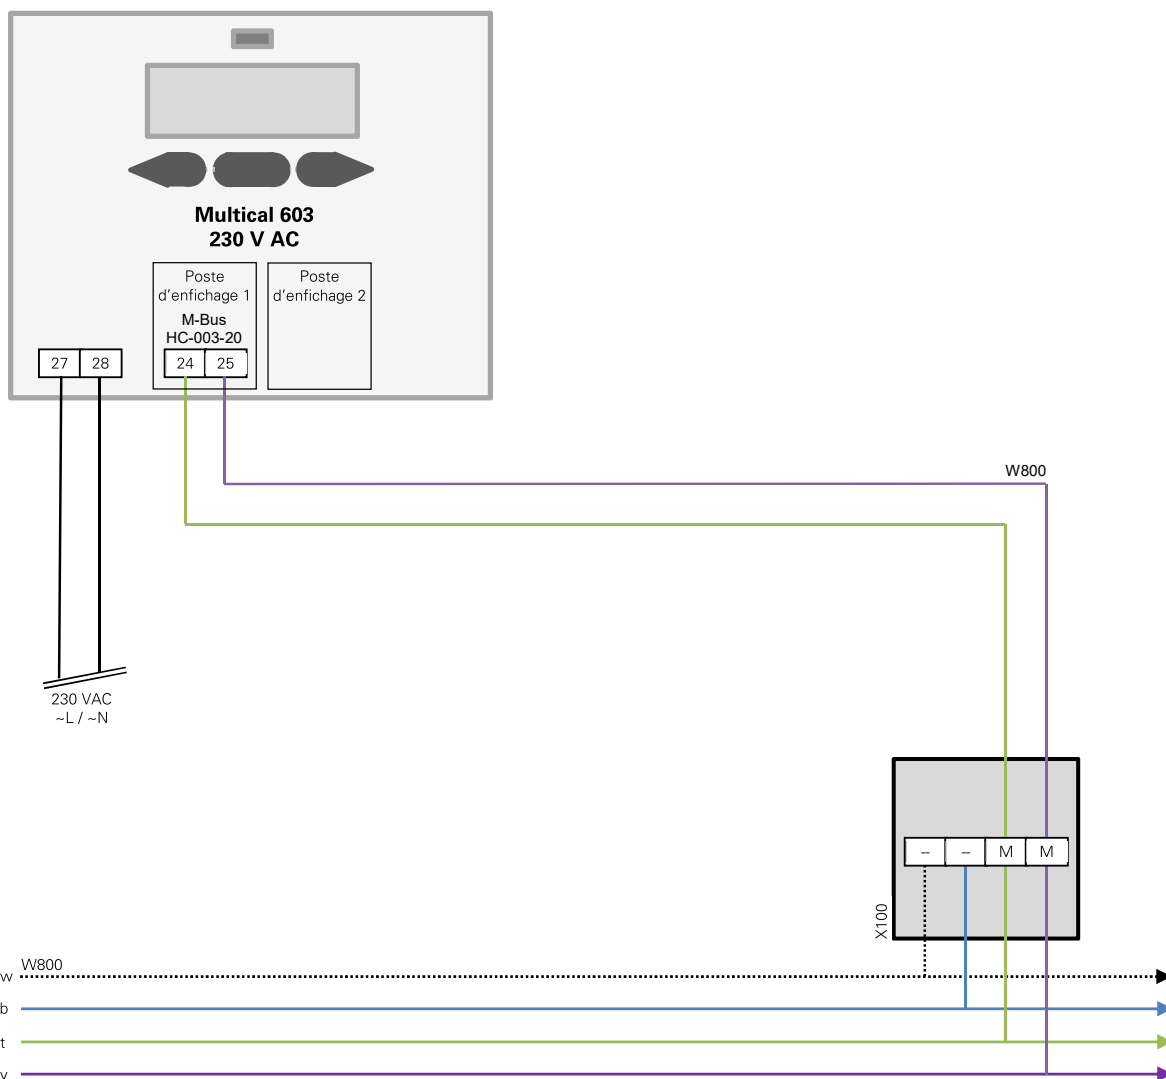 Multical 603
230 V AC
Poste
d'enfichage 1
Poste
d'enfichage 2
M-Bus
HC-003-20
27 28 24 25
W800
230 VAC
~L / ~N
-- -- M M
X100
W800
w
b
t
v